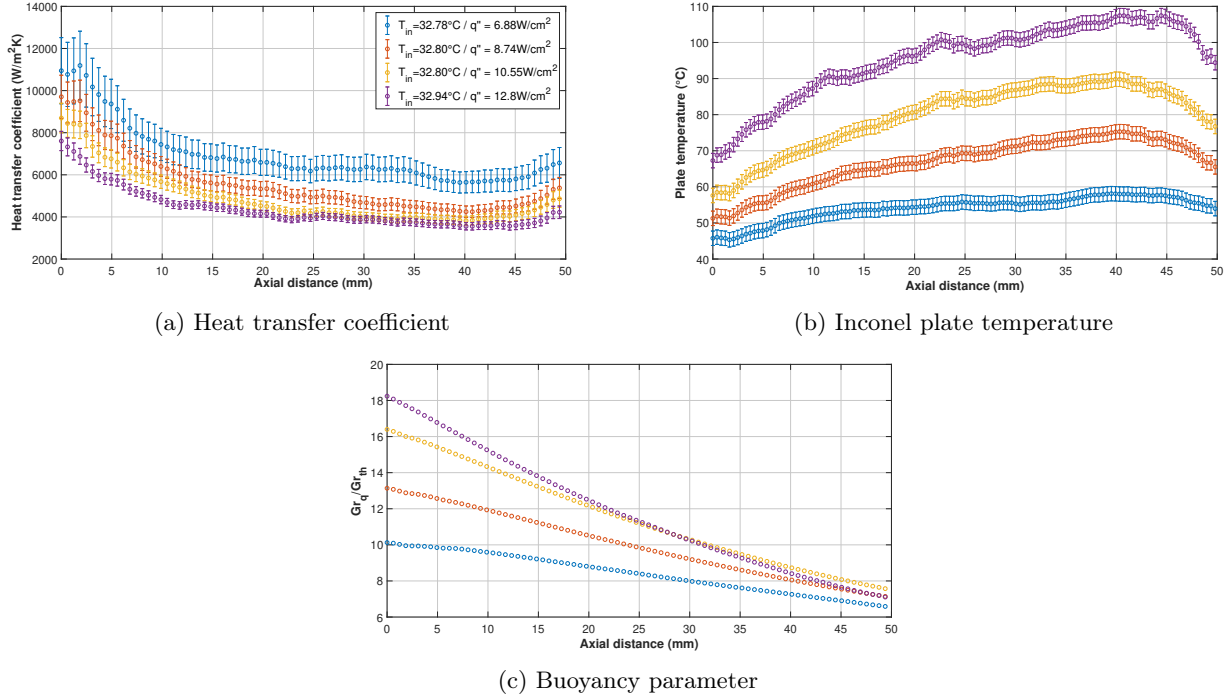 14000
12000
10000
8000
6000
4000
2000
Heat transfer coefficient (W/m²K)
T_in=32.78°C / q" = 6.88W/cm²
T_in=32.80°C / q" = 8.74W/cm²
T_in=32.80°C / q" = 10.55W/cm²
T_in=32.94°C / q" = 12.8W/cm²
0 5 10 15 20 25 30 35 40 45 50
Axial distance (mm)
(a) Heat transfer coefficient
110
100
90
80
70
60
50
40
Plate temperature (°C)
0 5 10 15 20 25 30 35 40 45 50
Axial distance (mm)
(b) Inconel plate temperature
20
18
16
14
12
10
8
6
Gr_q/Gr_th
0 5 10 15 20 25 30 35 40 45 50
Axial distance (mm)
(c) Buoyancy parameter